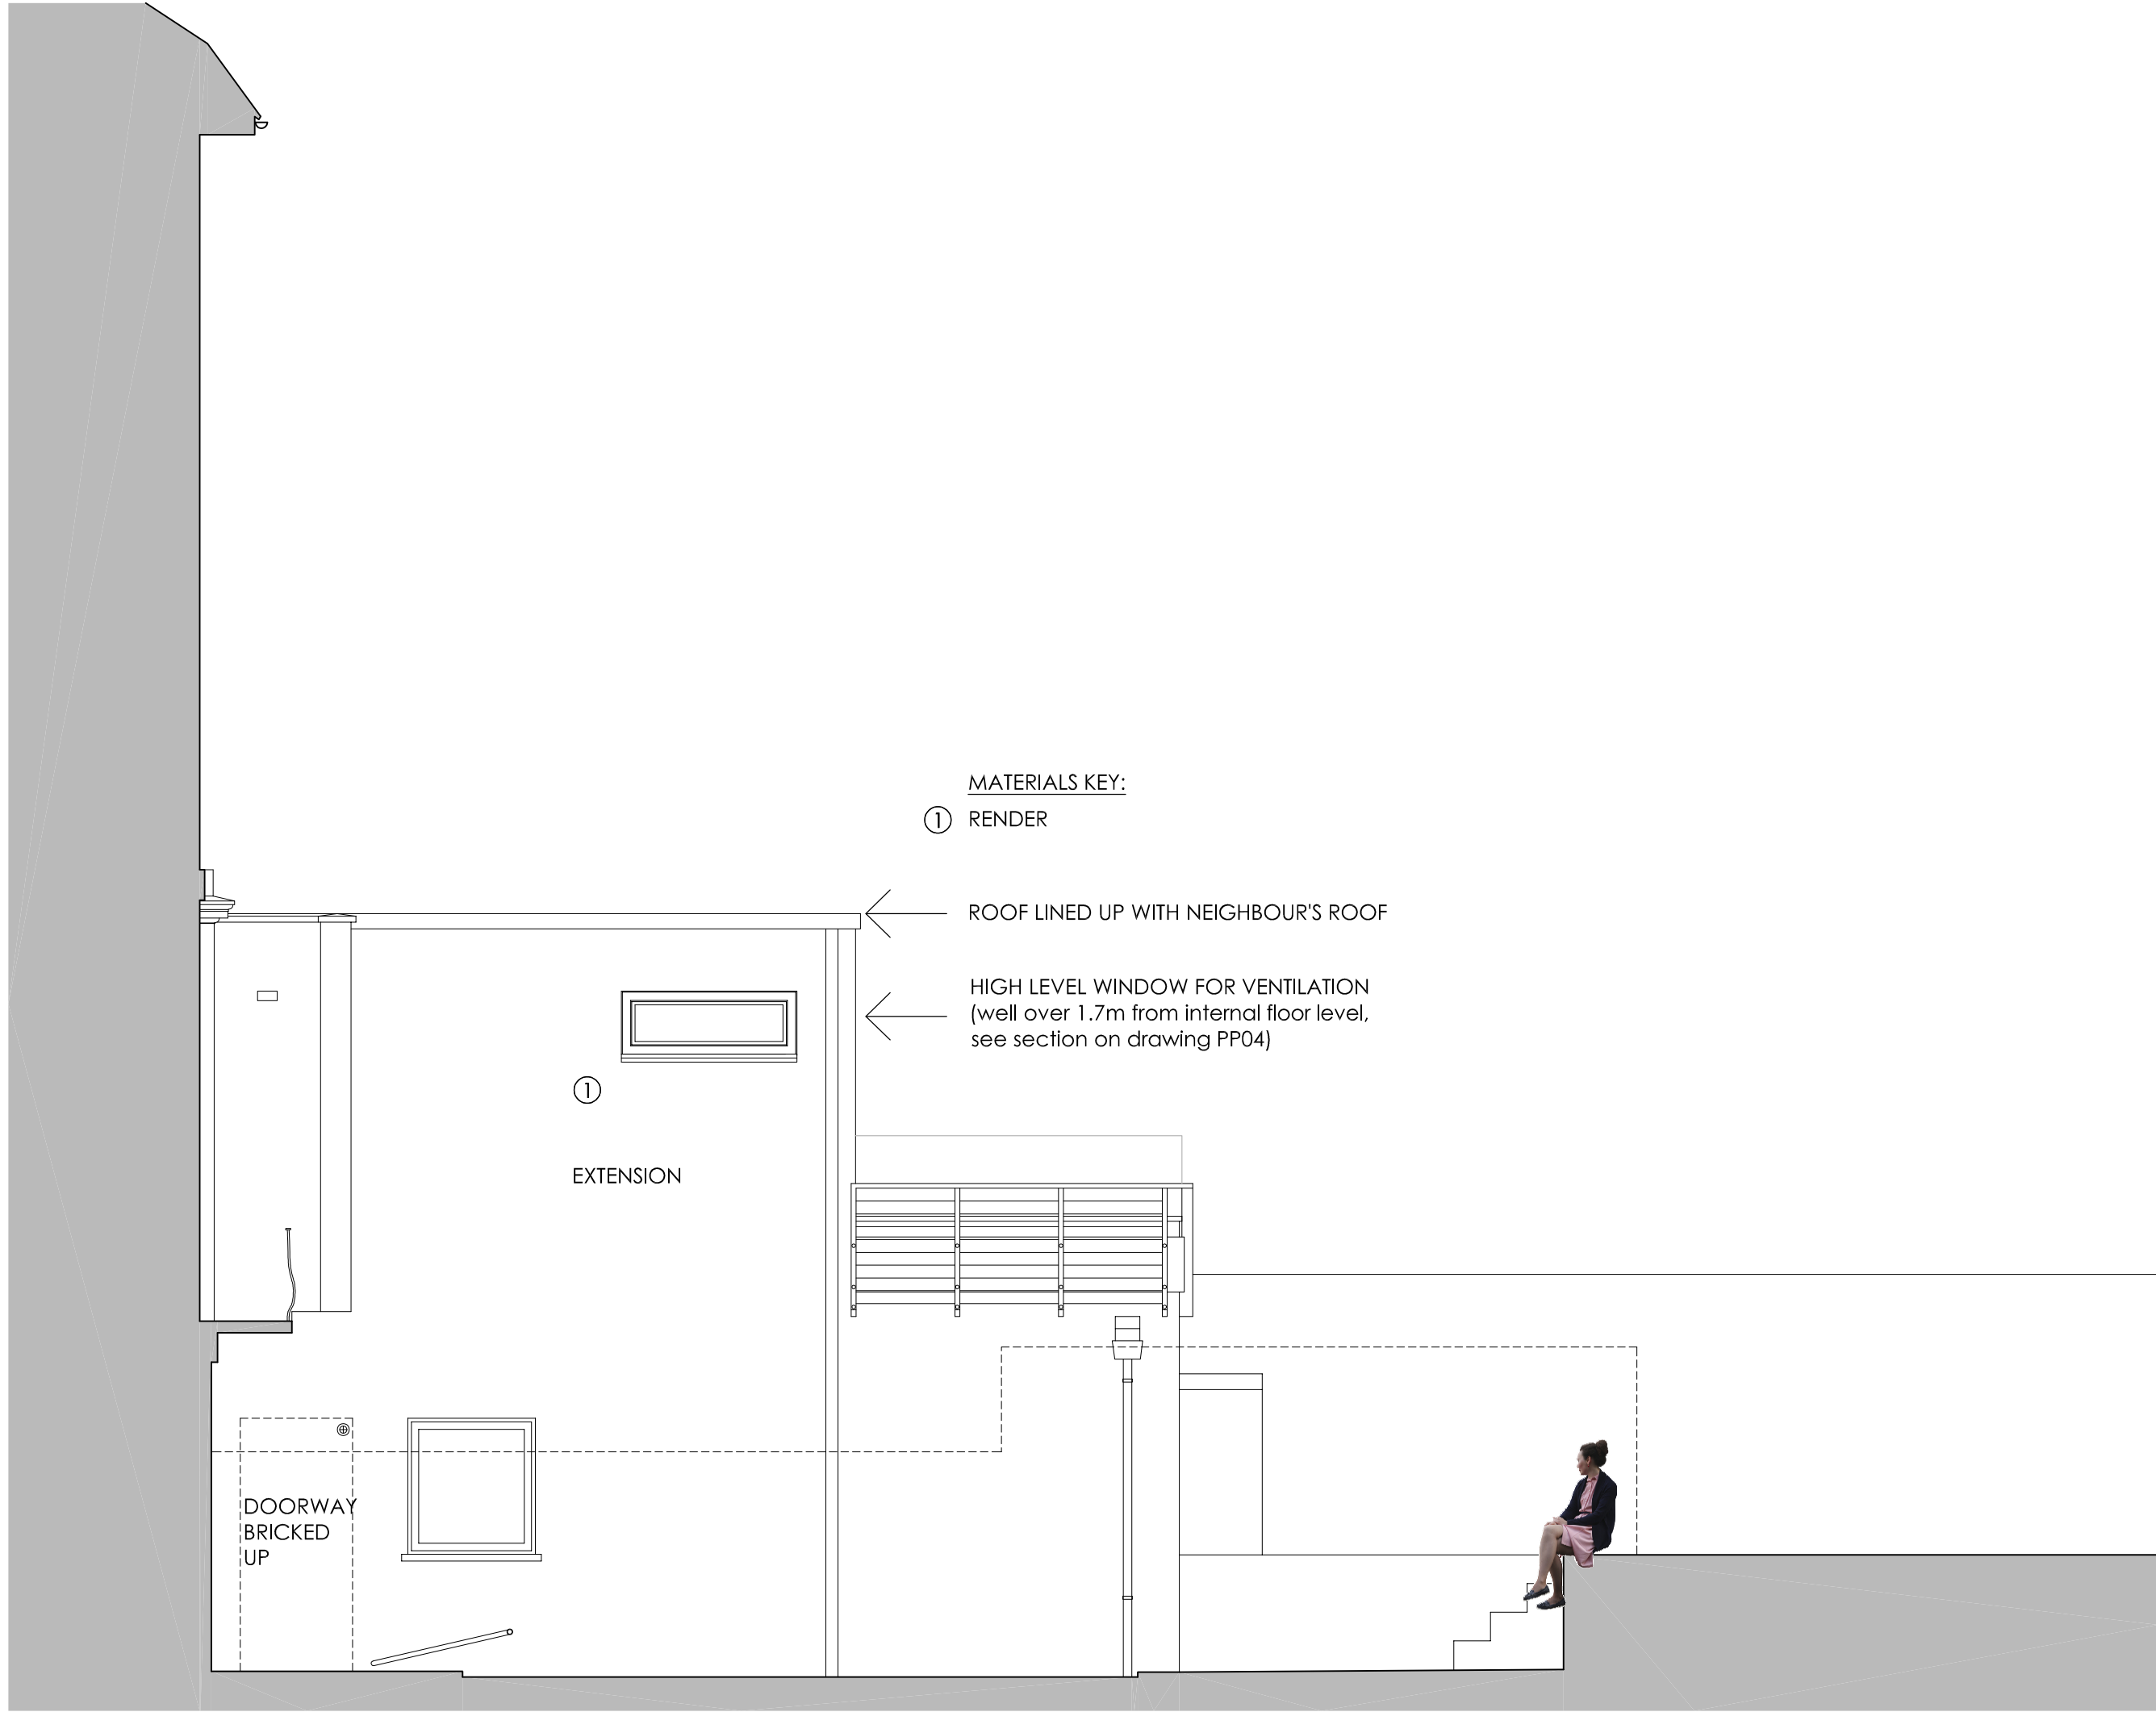 MATERIALS KEY:
1 RENDER
ROOF LINED UP WITH NEIGHBOUR'S ROOF
HIGH LEVEL WINDOW FOR VENTILATION
(well over 1.7m from internal floor level,
see section on drawing PP04)
1
EXTENSION
DOORWAY
BRICKED
UP